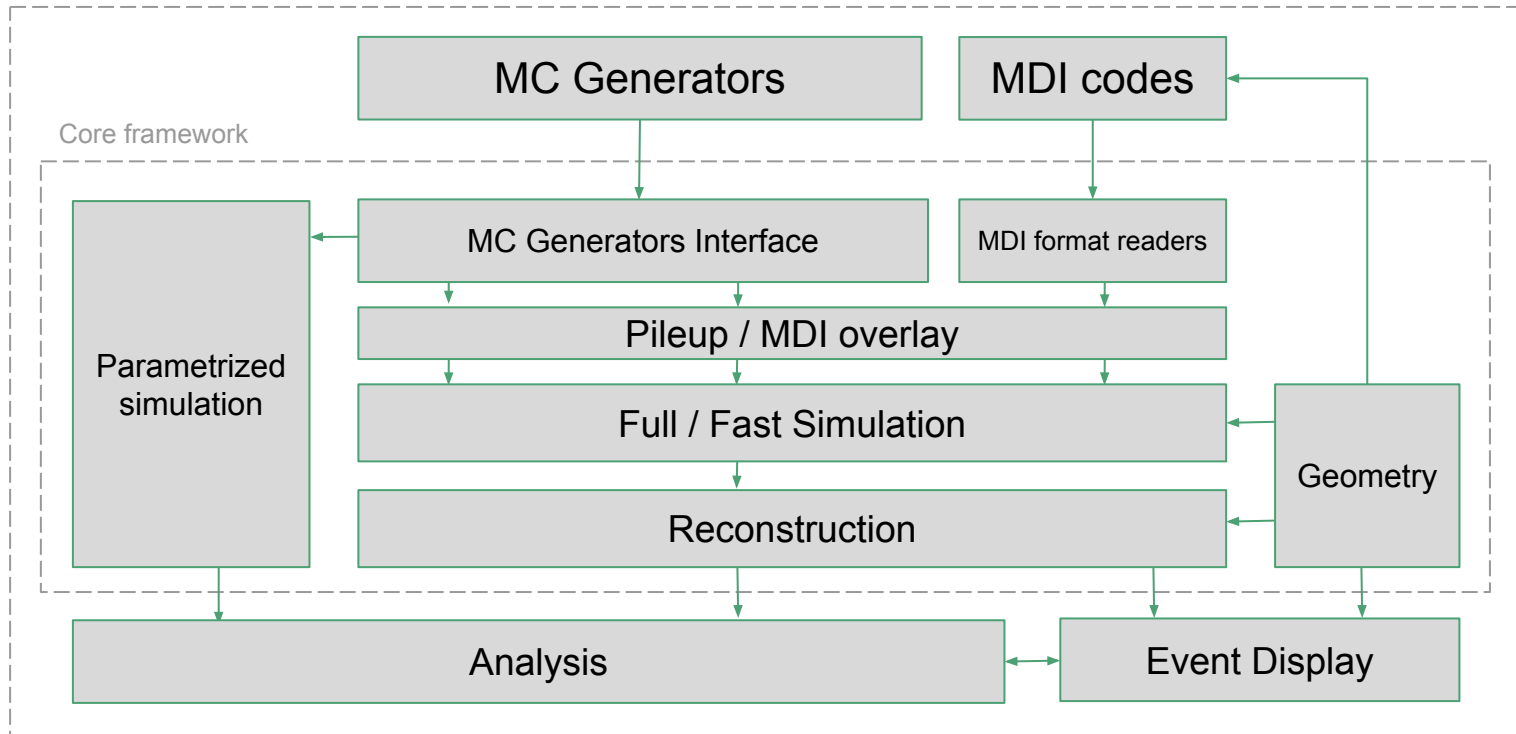 MC Generators
MDI codes
Core framework
MC Generators Interface
MDI format readers
Pileup / MDI overlay
Parametrized
simulation
Full / Fast Simulation
Geometry
Reconstruction
Analysis
Event Display